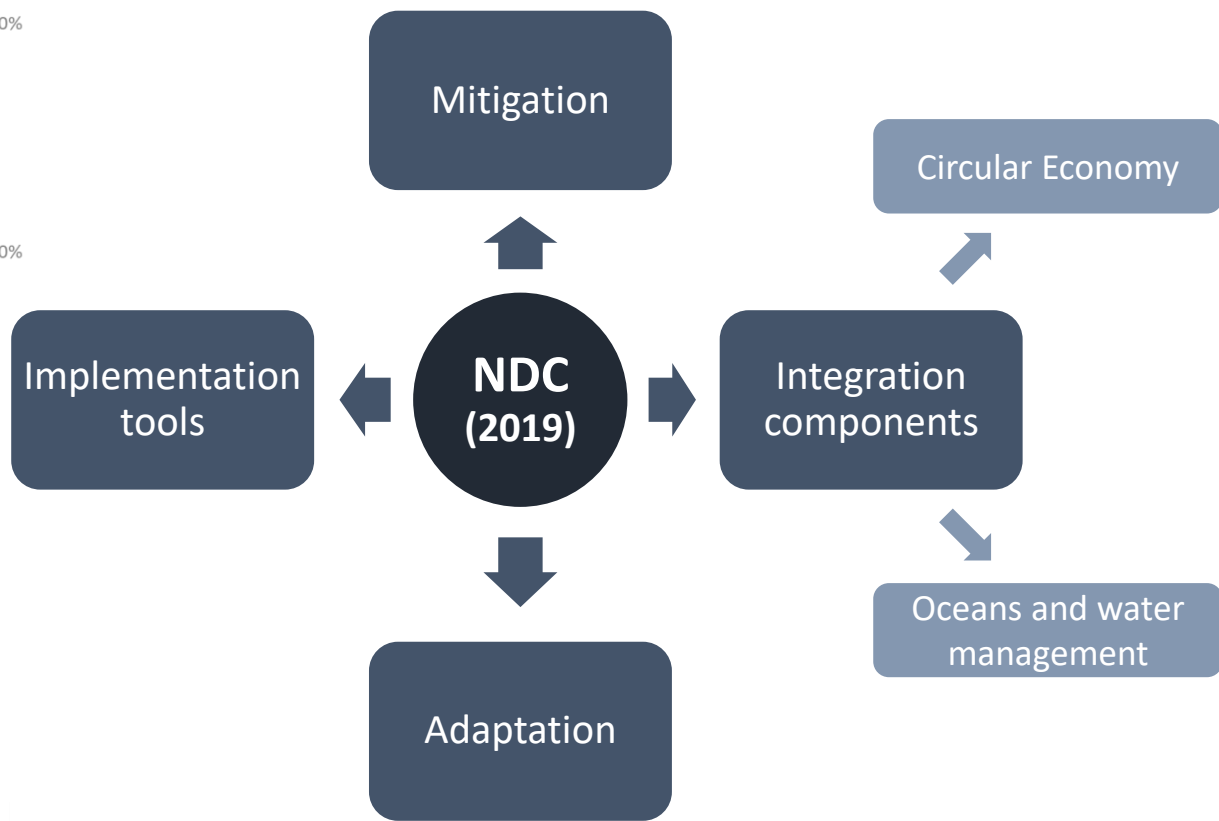 0%
Mitigation
Circular Economy
0%
Implementation
tools
NDC
(2019)
Integration
components
Oceans and water
management
Adaptation